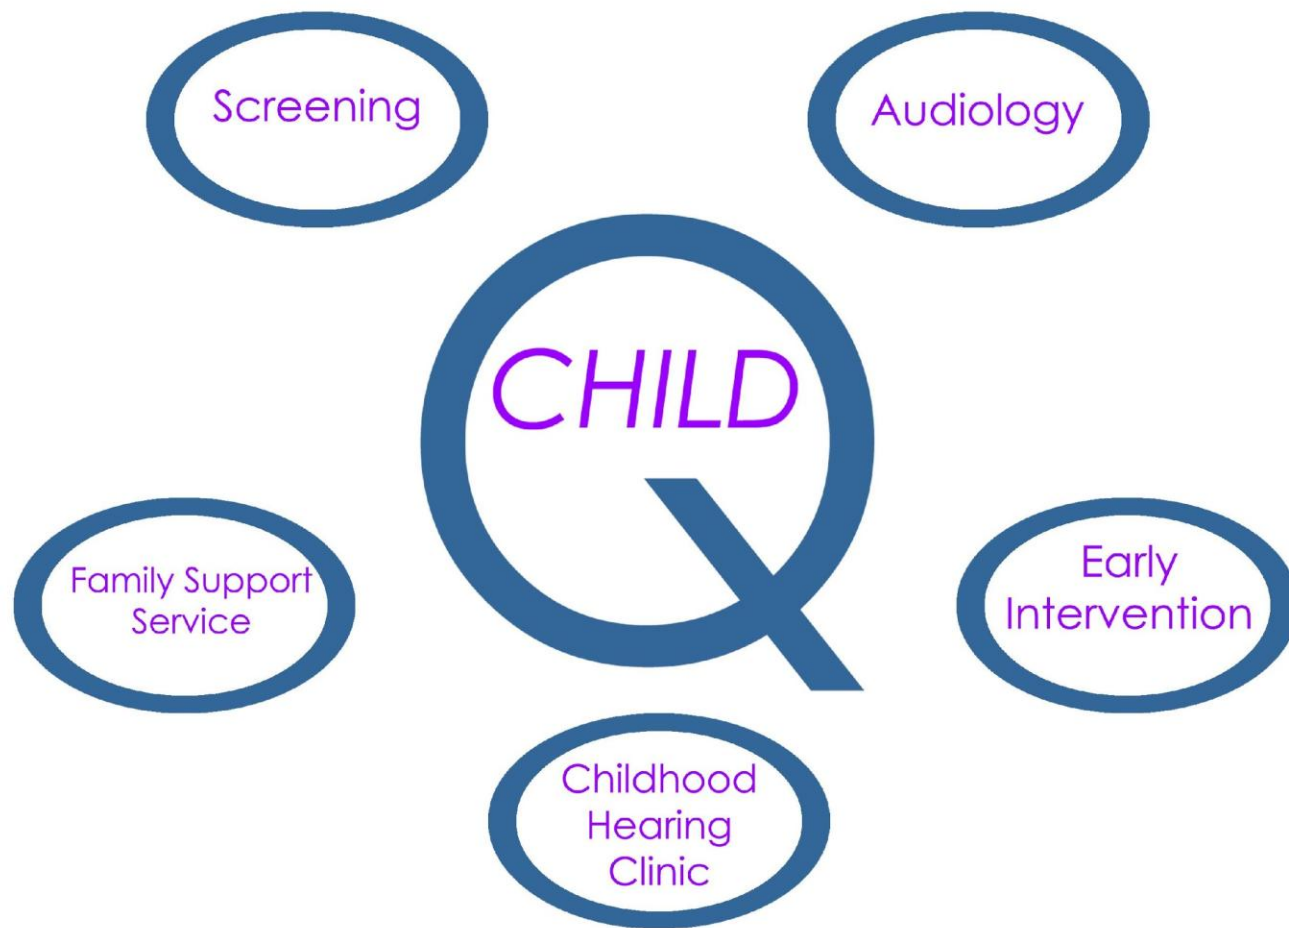 Screening
Audiology
CHILD
Q
Family Support
Service
Early
Intervention
Childhood
Hearing
Clinic